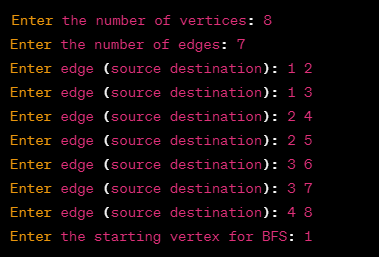 Enter the number of vertices: 8
Enter the number of edges: 7
Enter edge (source destination): 1 2
Enter edge (source destination): 1 3
Enter edge (source destination): 2 4
Enter edge (source destination): 2 5
Enter edge (source destination): 3 6
Enter edge (source destination): 3 7
Enter edge (source destination): 4 8
Enter the starting vertex for BFS: 1